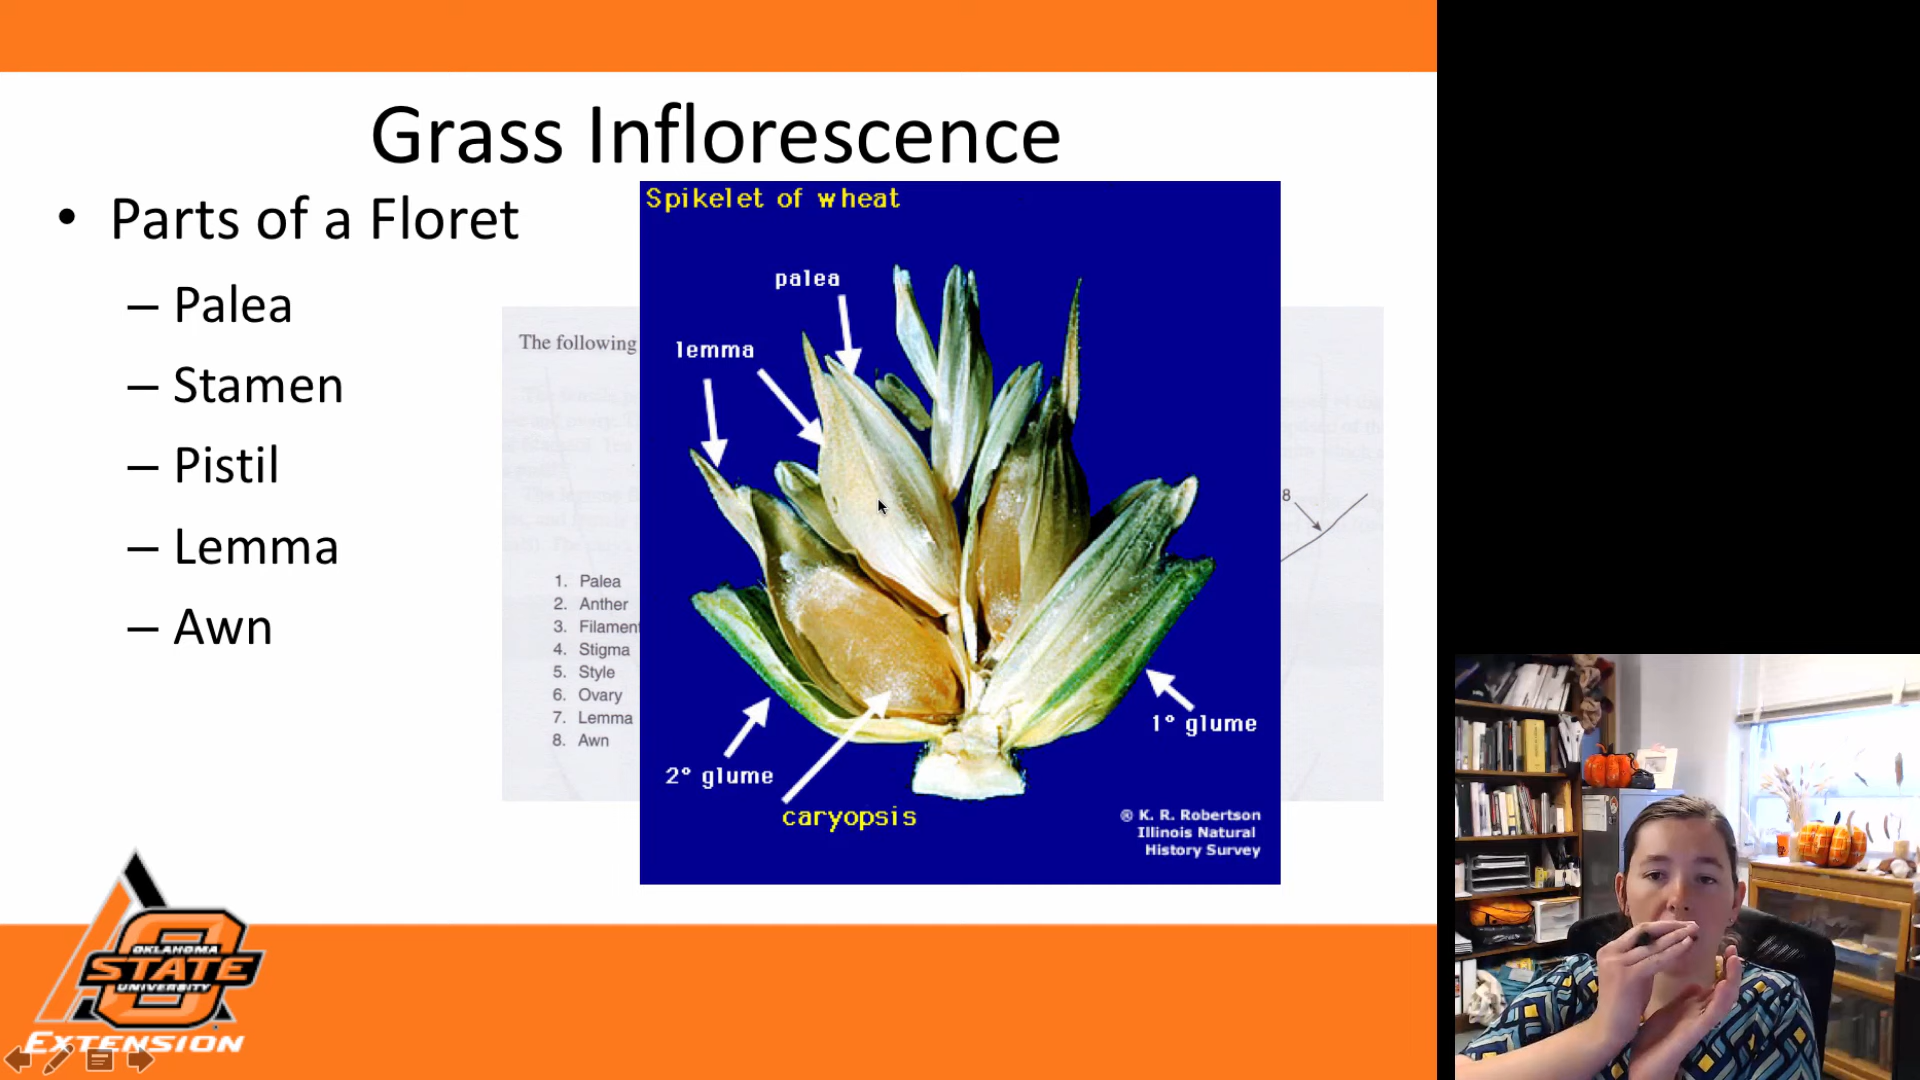 Grass Inflorescence
• Parts of a Floret
– Palea
– Stamen
– Pistil
– Lemma
– Awn
The following
1. Palea
2. Anther
3. Filament
4. Stigma
5. Style
6. Ovary
7. Lemma
8. Awn
Spikelet of wheat
palea
lemma
1° glume
2° glume
caryopsis
© K. R. Robertson
Illinois Natural
History Survey
8
OKLAHOMA
STATE
UNIVERSITY
EXTENSION